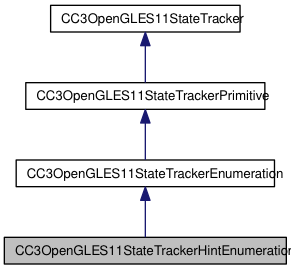 CC3OpenGLES11StateTracker
CC3OpenGLES11StateTrackerPrimitive
CC3OpenGLES11StateTrackerEnumeration
CC3OpenGLES11StateTrackerHintEnumeration